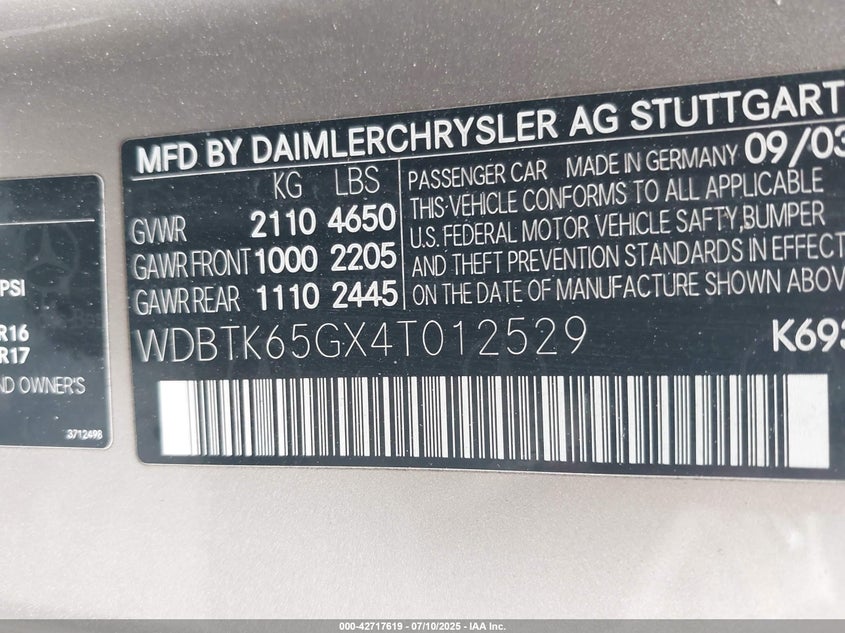 MFD BY DAIMLERCHRYSLER AG STUTTGART
KG LBS
GVWR 2110 4650
GAWR FRONT 1000 2205
GAWR REAR 1110 2445
PASSENGER CAR MADE IN GERMANY 09/03
THIS VEHICLE CONFORMS TO ALL APPLICABLE
U.S. FEDERAL MOTOR VEHICLE SAFTY,BUMPER
AND THEFT PREVENTION STANDARDS IN EFFECT
ON THE DATE OF MANUFACTURE SHOWN ABOV
WDBTK65GX4T012529
K693
PSI
R16
R17
ND OWNER'S
3712498
000-42717619 - 07/10/2025 - IAA Inc.